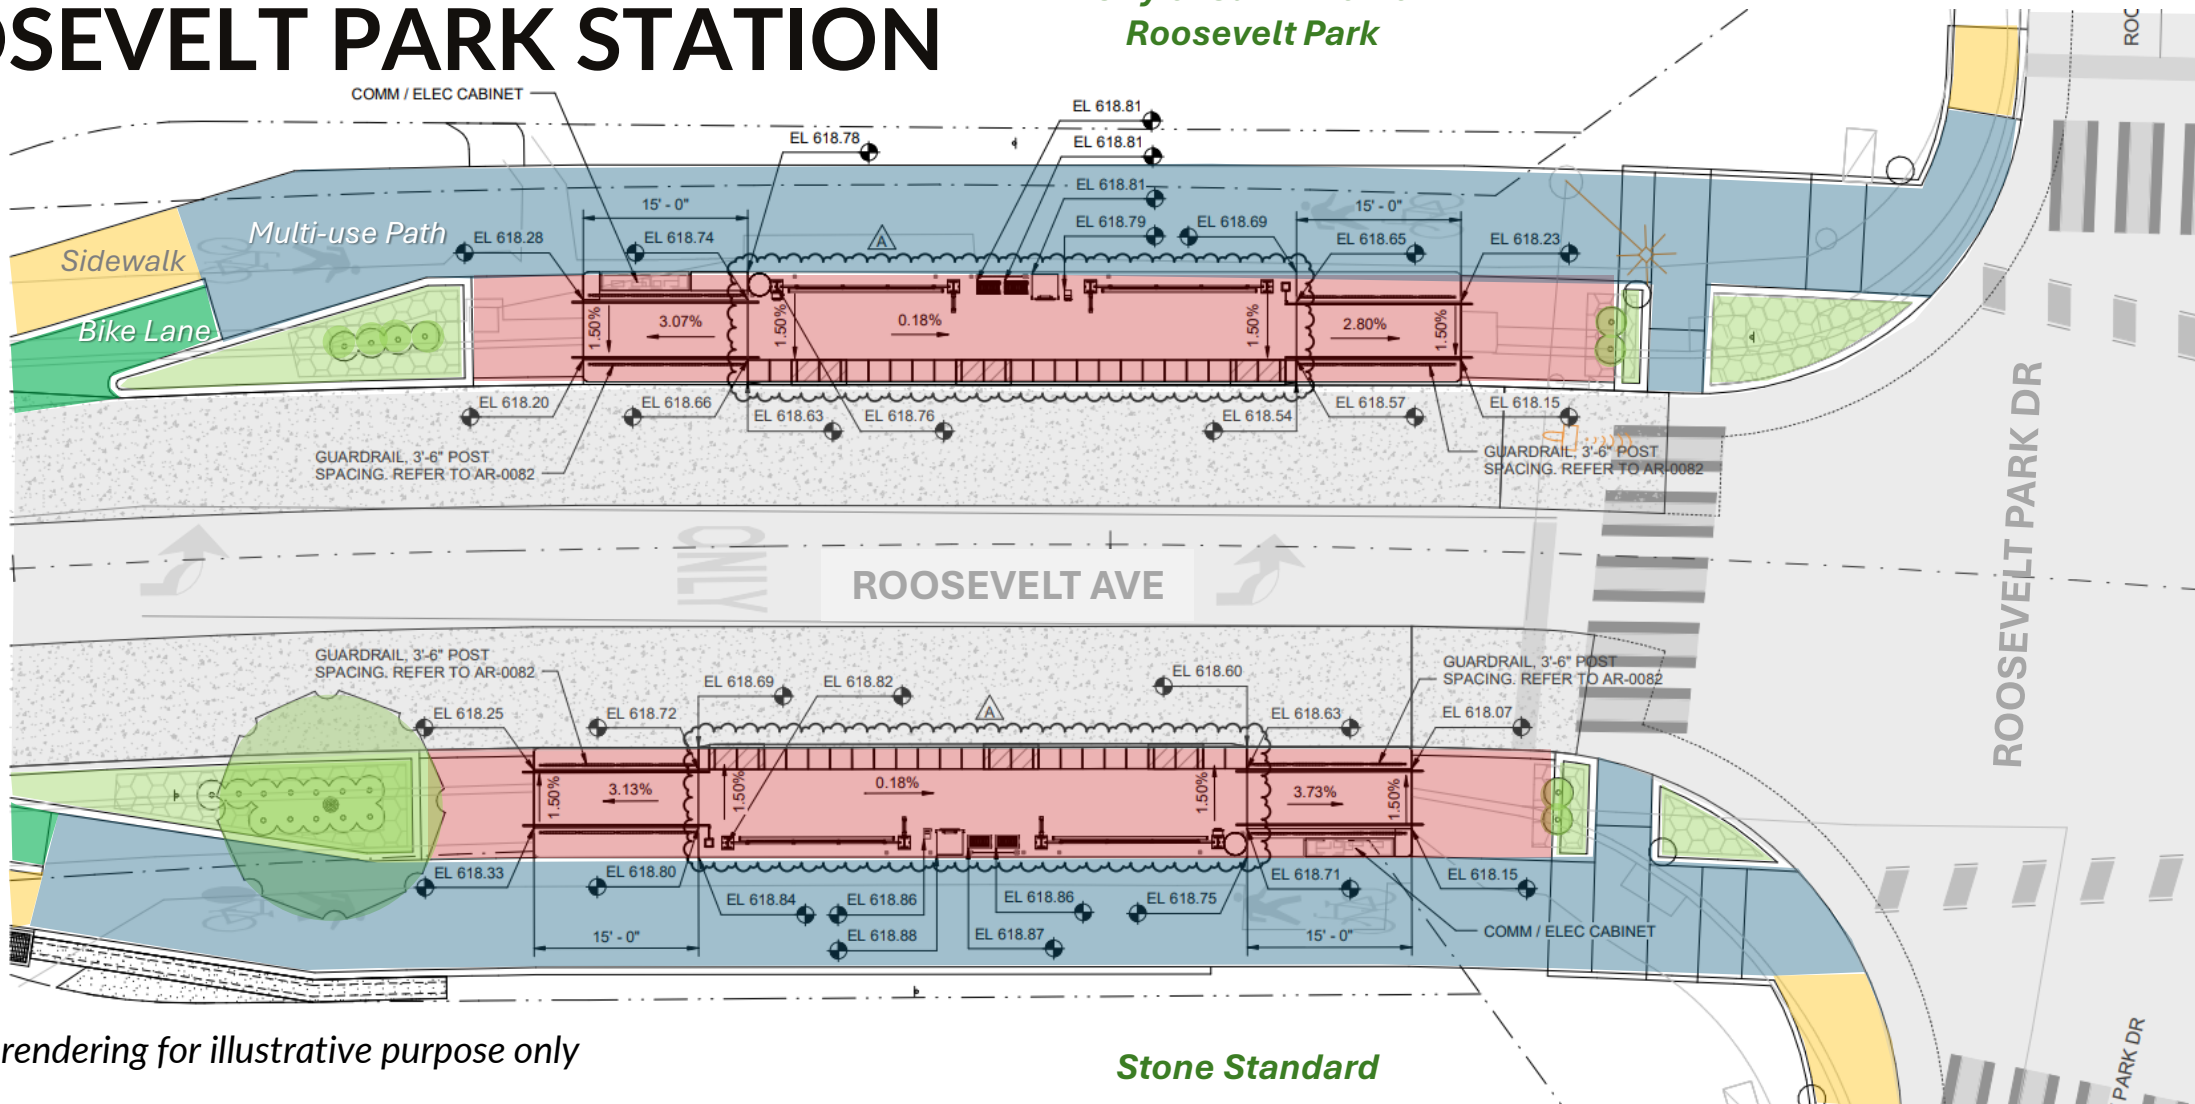 OSEVELT PARK STATION
Roosevelt Park
ROO
COMM / ELEC CABINET
EL 618.81
EL 618.78
EL 618.81
EL 618.81
15' - 0"
15' - 0"
EL 618.79
EL 618.69
Multi-use Path
EL 618.28
EL 618.74
A
EL 618.65
EL 618.23
Sidewalk
Bike Lane
1.50%
3.07%
1.50%
0.18%
1.50%
2.80%
1.50%
EL 618.20
EL 618.66
EL 618.63
EL 618.76
EL 618.54
EL 618.57
EL 618.15
GUARDRAIL, 3'-6" POST
SPACING. REFER TO AR-0082
GUARDRAIL, 3'-6" POST
SPACING. REFER TO AR-0082
ROOSEVELT PARK DR
ONLY
ROOSEVELT AVE
GUARDRAIL, 3'-6" POST
SPACING. REFER TO AR-0082
GUARDRAIL, 3'-6" POST
SPACING. REFER TO AR-0082
EL 618.69
EL 618.82
EL 618.60
EL 618.25
EL 618.72
A
EL 618.63
EL 618.07
1.50%
3.13%
1.50%
0.18%
1.50%
3.73%
1.50%
EL 618.33
EL 618.80
EL 618.84
EL 618.86
EL 618.86
EL 618.75
EL 618.71
EL 618.15
15' - 0"
EL 618.88
EL 618.87
15' - 0"
COMM / ELEC CABINET
rendering for illustrative purpose only
Stone Standard
PARK DR